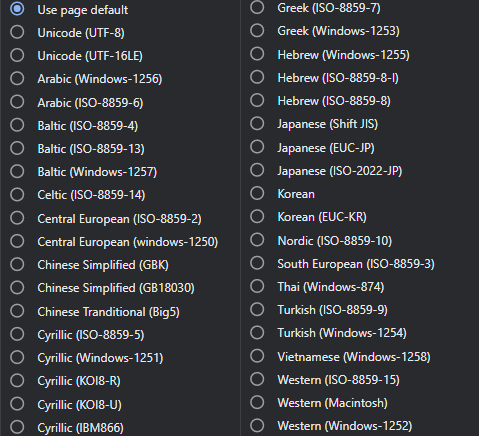 Use page default
Unicode (UTF-8)
Unicode (UTF-16LE)
Arabic (Windows-1256)
Arabic (ISO-8859-6)
Baltic (ISO-8859-4)
Baltic (ISO-8859-13)
Baltic (Windows-1257)
Celtic (ISO-8859-14)
Central European (ISO-8859-2)
Central European (windows-1250)
Chinese Simplified (GBK)
Chinese Simplified (GB18030)
Chinese Tranditional (Big5)
Cyrillic (ISO-8859-5)
Cyrillic (Windows-1251)
Cyrillic (KOI8-R)
Cyrillic (KOI8-U)
Cyrillic (IBM866)
Greek (ISO-8859-7)
Greek (Windows-1253)
Hebrew (Windows-1255)
Hebrew (ISO-8859-8-I)
Hebrew (ISO-8859-8)
Japanese (Shift JIS)
Japanese (EUC-JP)
Japanese (ISO-2022-JP)
Korean
Korean (EUC-KR)
Nordic (ISO-8859-10)
South European (ISO-8859-3)
Thai (Windows-874)
Turkish (ISO-8859-9)
Turkish (Windows-1254)
Vietnamese (Windows-1258)
Western (ISO-8859-15)
Western (Macintosh)
Western (Windows-1252)